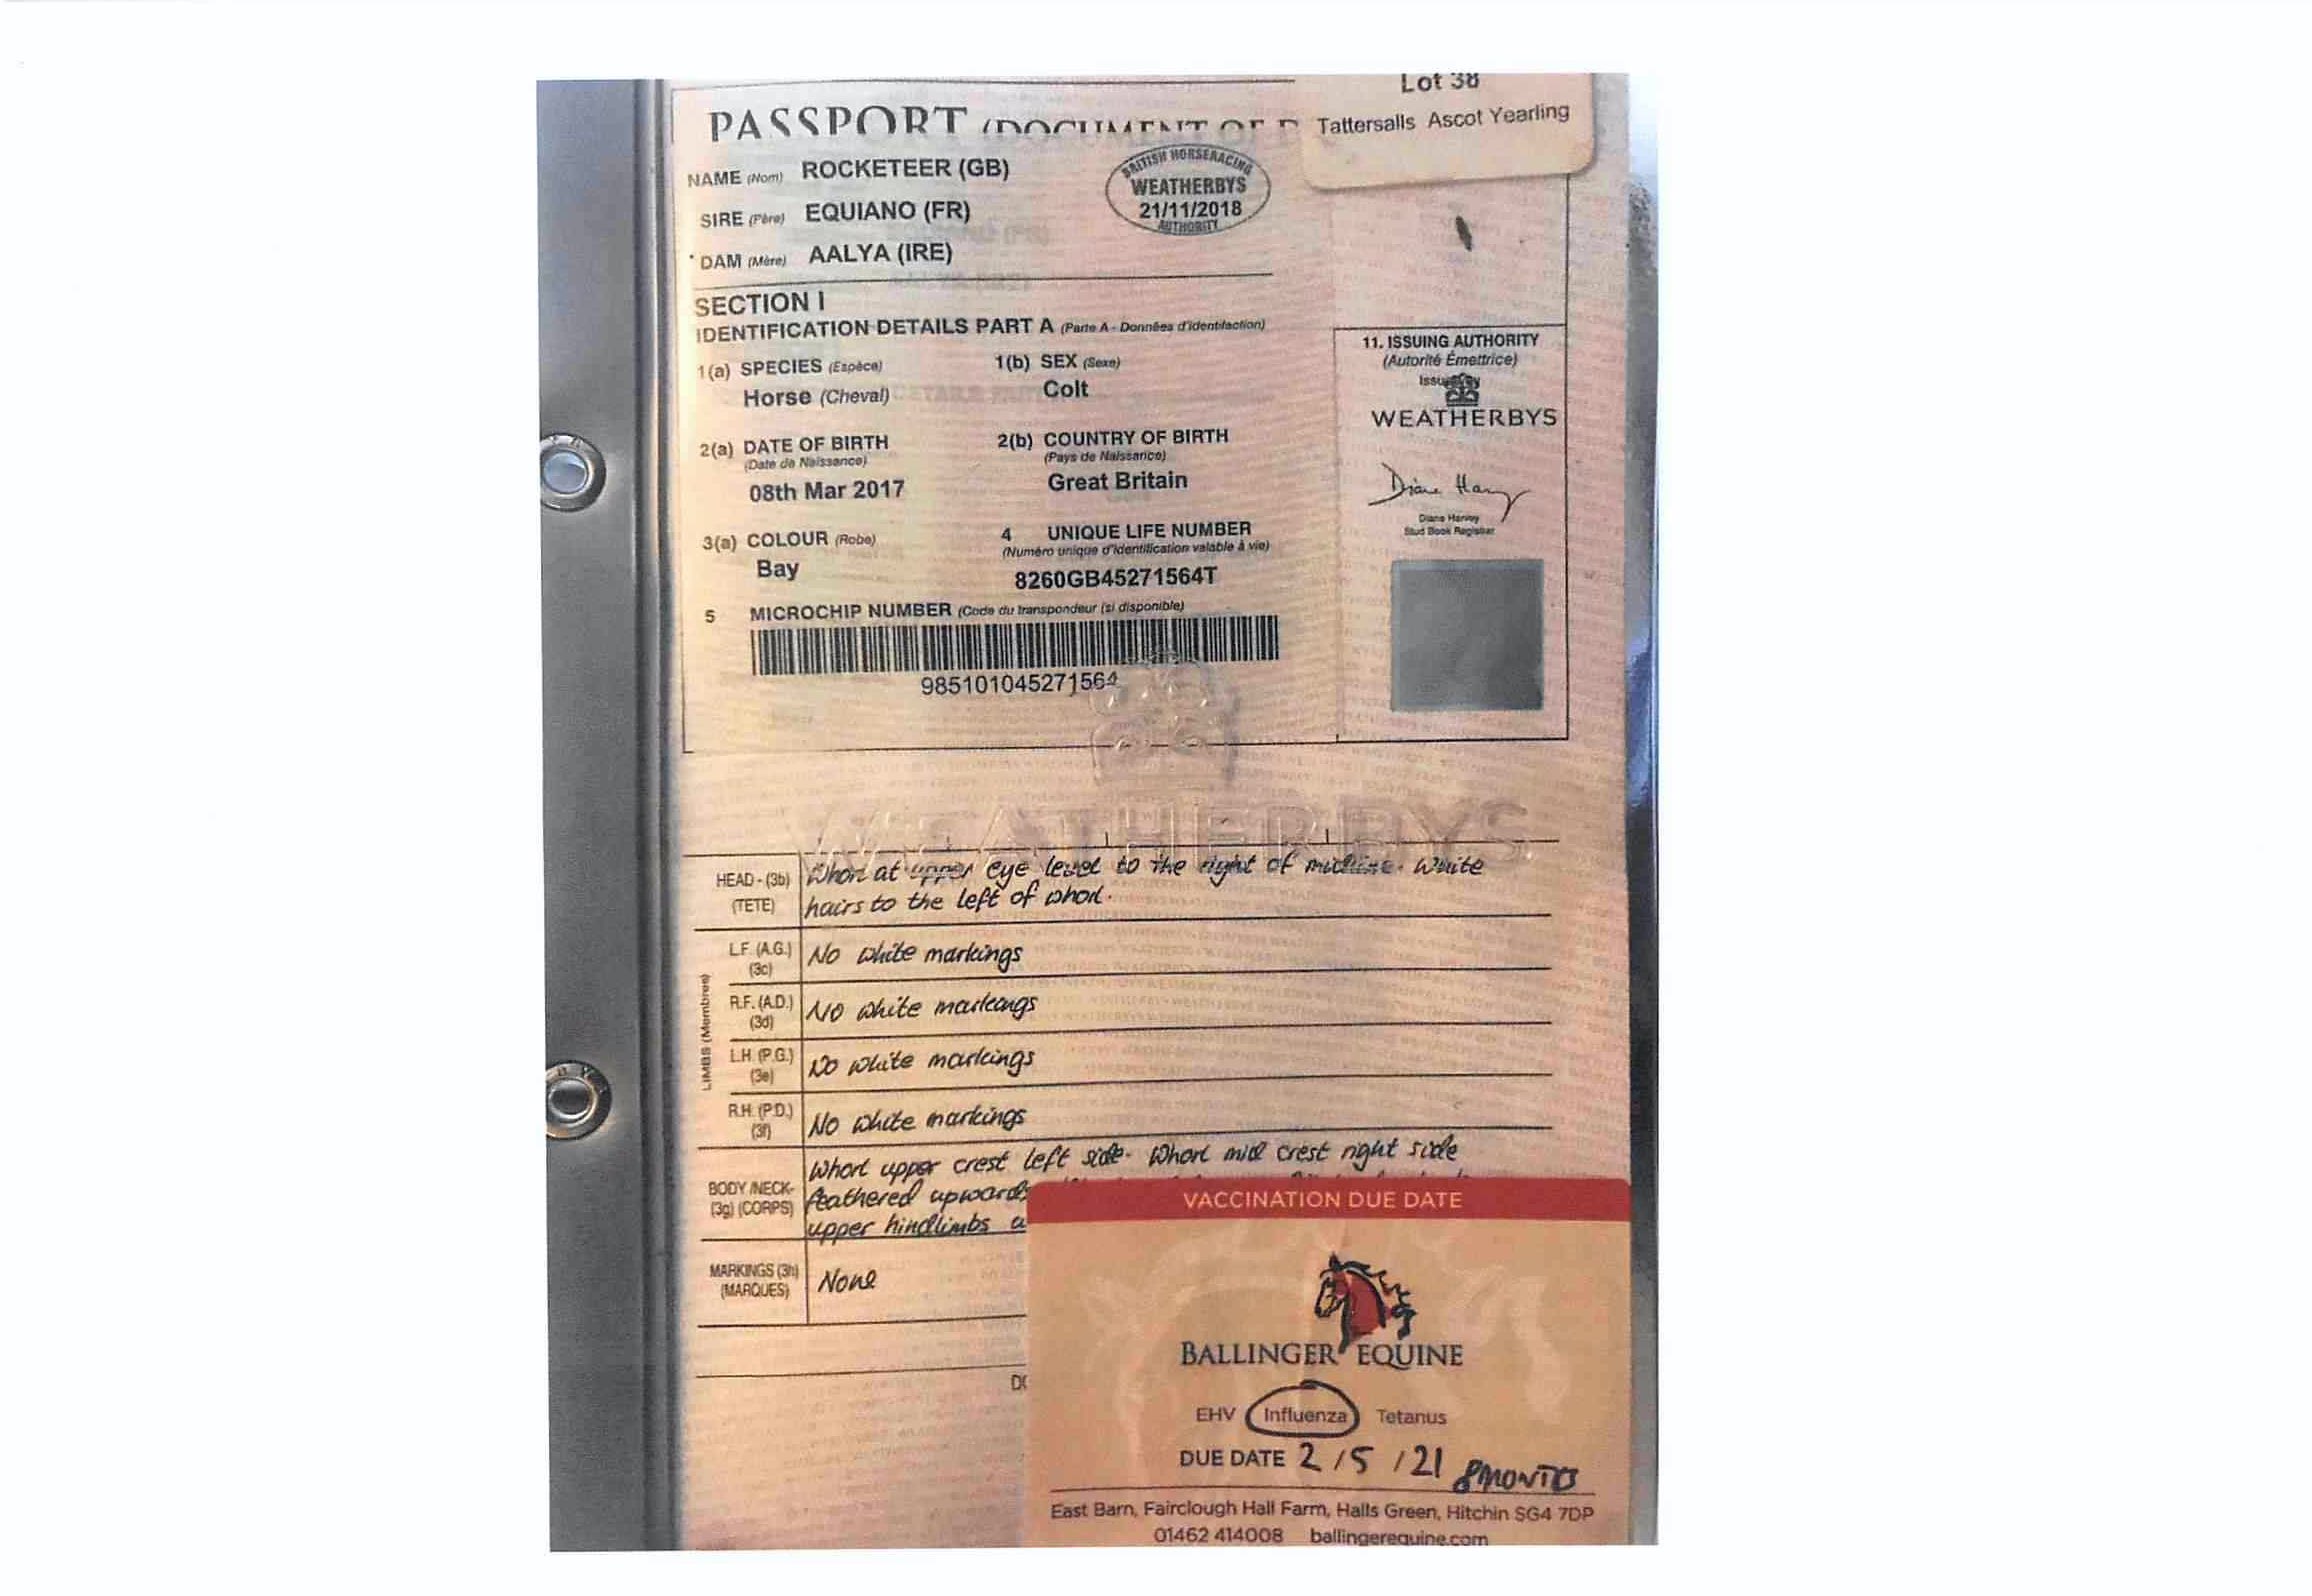 Lot 38
Tattersalls Ascot Yearling
PASSPORT (DOCUMENT OF
NAME (Nom) ROCKETEER (GB)
SIRE (Père) EQUIANO (FR)
DAM (Mère) AALYA (IRE)
BRITISH HORSERACING
WEATHERBYS
21/11/2018
AUTHORITY
SECTION I
IDENTIFICATION DETAILS PART A (Partie A - Données d'identifaction)
1(a) SPECIES (Espèce)
Horse (Cheval)
1(b) SEX (Sexe)
Colt
2(a) DATE OF BIRTH
(Date de Naissance)
08th Mar 2017
2(b) COUNTRY OF BIRTH
(Pays de Naissance)
Great Britain
3(a) COLOUR (Robe)
Bay
4 UNIQUE LIFE NUMBER
(Numéro unique d'identification valable à vie)
8260GB45271564T
5 MICROCHIP NUMBER (Code du transpondeur (si disponible)
985101045271564
11. ISSUING AUTHORITY
(Autorité Émettrice)
Issued by
WEATHERBYS
Diane Harvey
Diane Harvey
Stud Book Registrar
WEATHERBYS
HEAD - (3b)
(TETE)
Whorl at upper eye level to the right of midline. White
hairs to the left of whorl.
LIMBS (Membres)
L.F. (A.G.)
(3c)
No white markings
R.F. (A.D.)
(3d)
No white markings
L.H. (P.G.)
(3e)
No white markings
R.H. (P.D.)
(3f)
No white markings
BODY/NECK-
(3g) (CORPS)
Whorl upper crest left side. Whorl mid crest right side
feathered upwards
upper hindlimbs
MARKINGS (3h)
(MARQUES)
None
VACCINATION DUE DATE
BALLINGER EQUINE
EHV Influenza Tetanus
DUE DATE 2/5/21 8 MONTHS
East Barn, Fairclough Hall Farm, Halls Green, Hitchin SG4 7DP
01462 414008 ballingerequine.com